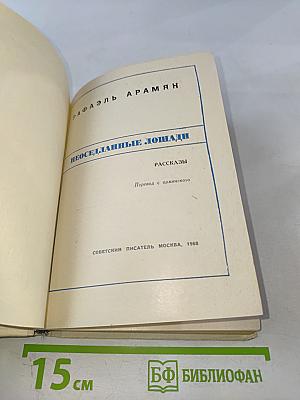 РАФАЭЛЬ АРАМЯН
НЕОСЕДЛАННЫЕ ЛОШАДИ
РАССКАЗЫ
Перевод с армянского
СОВЕТСКИЙ ПИСАТЕЛЬ МОСКВА, 1968
15 см
БФ БИБЛИОФАН